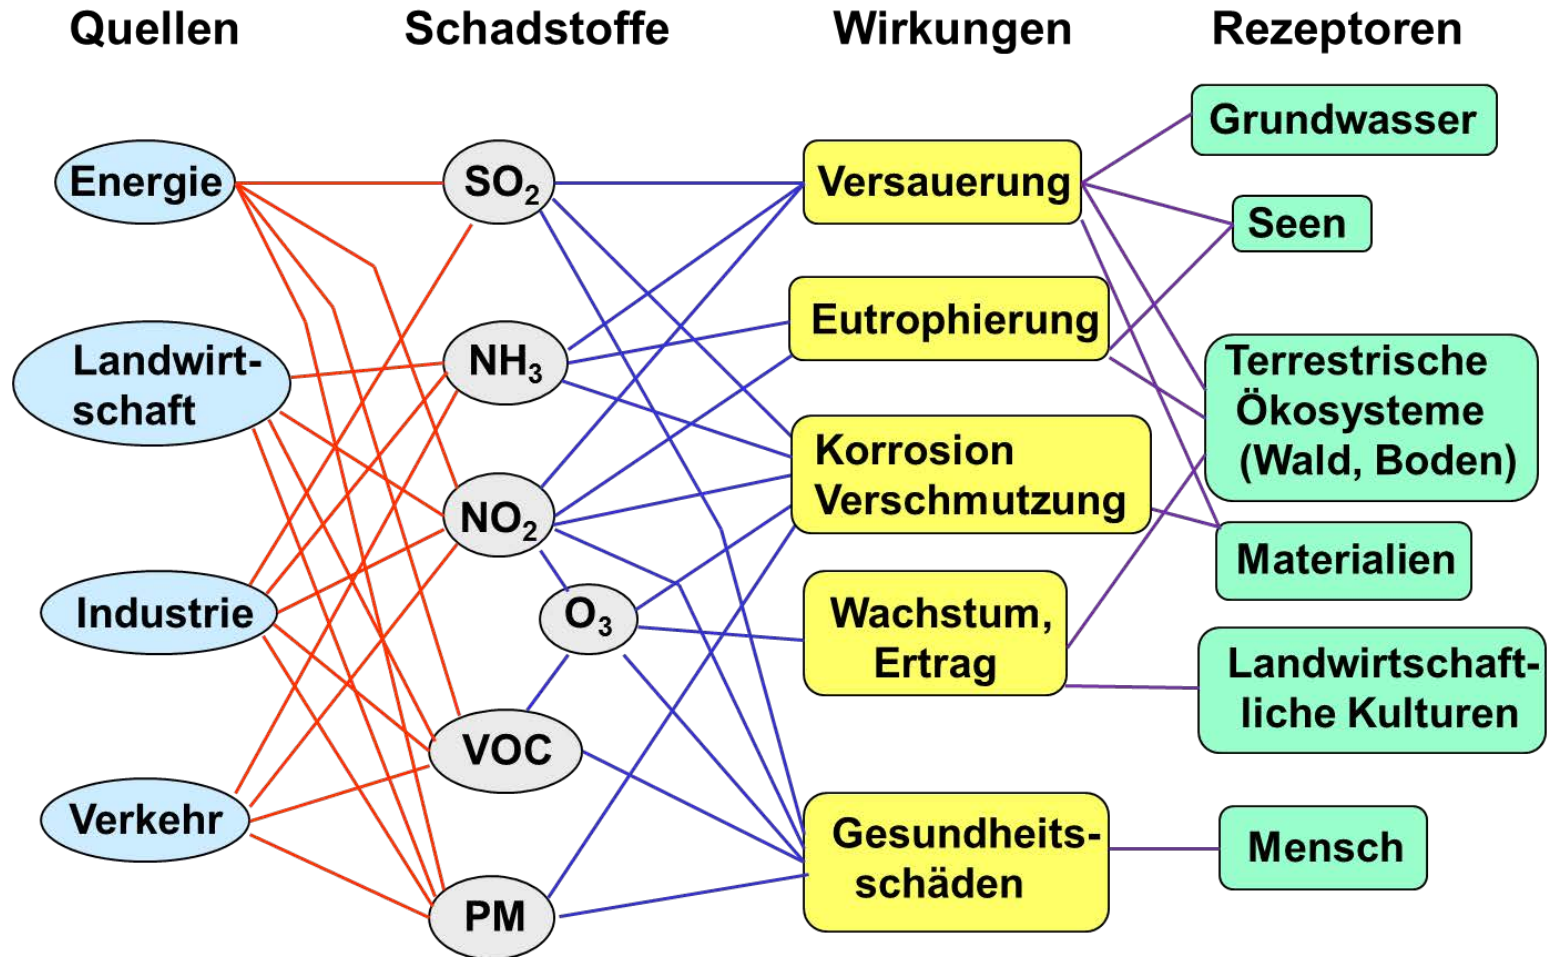 Quellen
Schadstoffe
Wirkungen
Rezeptoren
Energie
Landwirt-
schaft
Industrie
Verkehr
SO₂
NH₃
NO₂
O₃
VOC
PM
Versauerung
Eutrophierung
Korrosion
Verschmutzung
Wachstum,
Ertrag
Gesundheits-
schäden
Grundwasser
Seen
Terrestrische
Ökosysteme
(Wald, Boden)
Materialien
Landwirtschaft-
liche Kulturen
Mensch